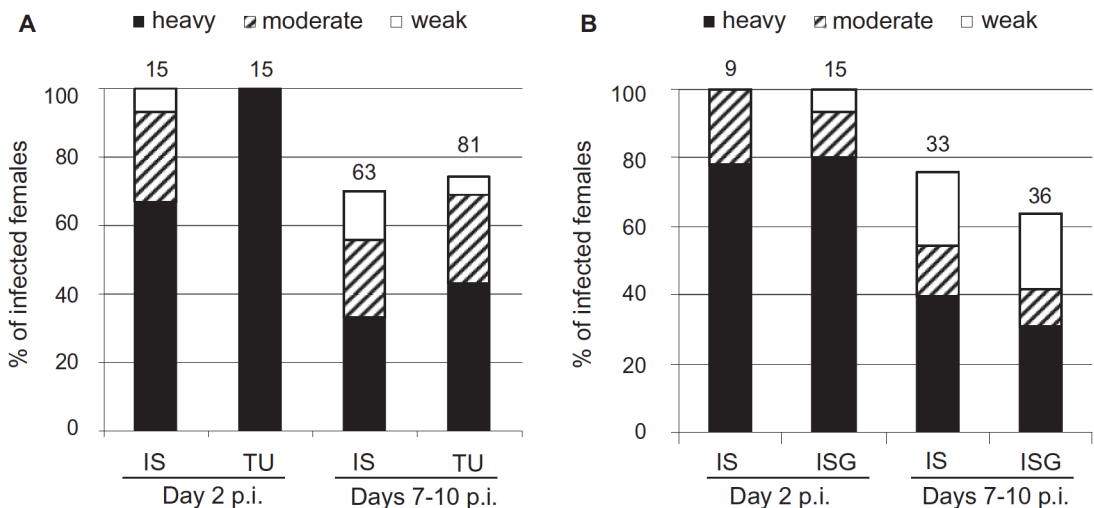 A
■ heavy ▨ moderate □ weak
% of infected females
100
80
60
40
20
0
15
15
63
81
IS TU IS TU
Day 2 p.i. Days 7-10 p.i.
B
■ heavy ▨ moderate □ weak
% of infected females
100
80
60
40
20
0
9
15
33
36
IS ISG IS ISG
Day 2 p.i. Days 7-10 p.i.